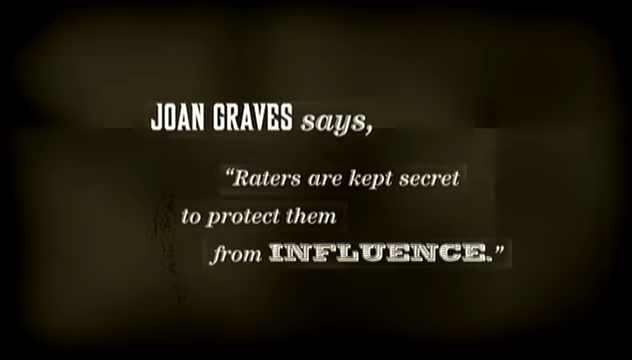 JOAN GRAVES says,
“Raters are kept secret
to protect them
from INFLUENCE.”